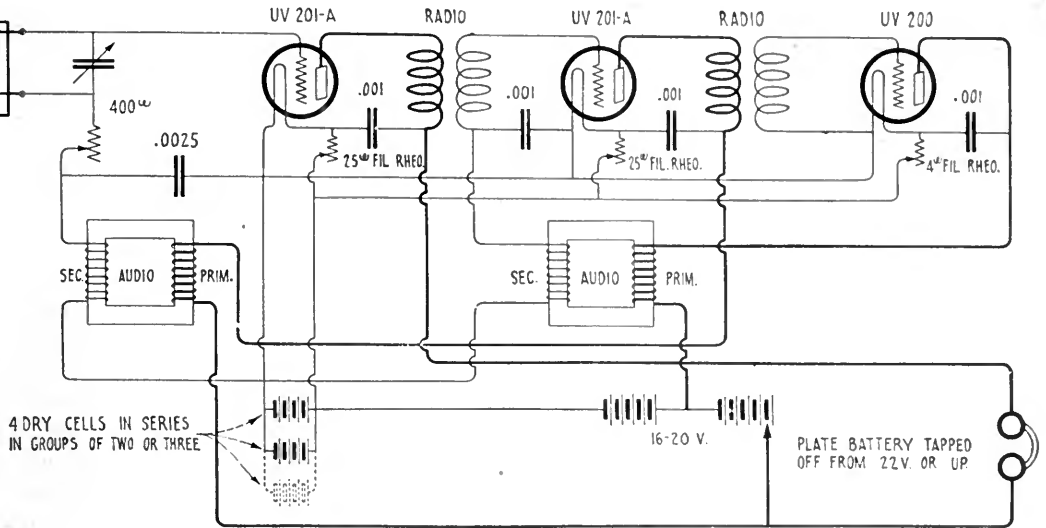 UV 201-A
RADIO
UV 201-A
RADIO
UV 200
400ω
.0025
.001
25ω FIL. RHEO.
.001
.001
25ω FIL. RHEO.
.001
4ω FIL. RHEO.
SEC.
AUDIO
PRIM.
SEC.
AUDIO
PRIM.
4 DRY CELLS IN SERIES
IN GROUPS OF TWO OR THREE
16-20 V.
PLATE BATTERY TAPPED
OFF FROM 22V. OR UP.